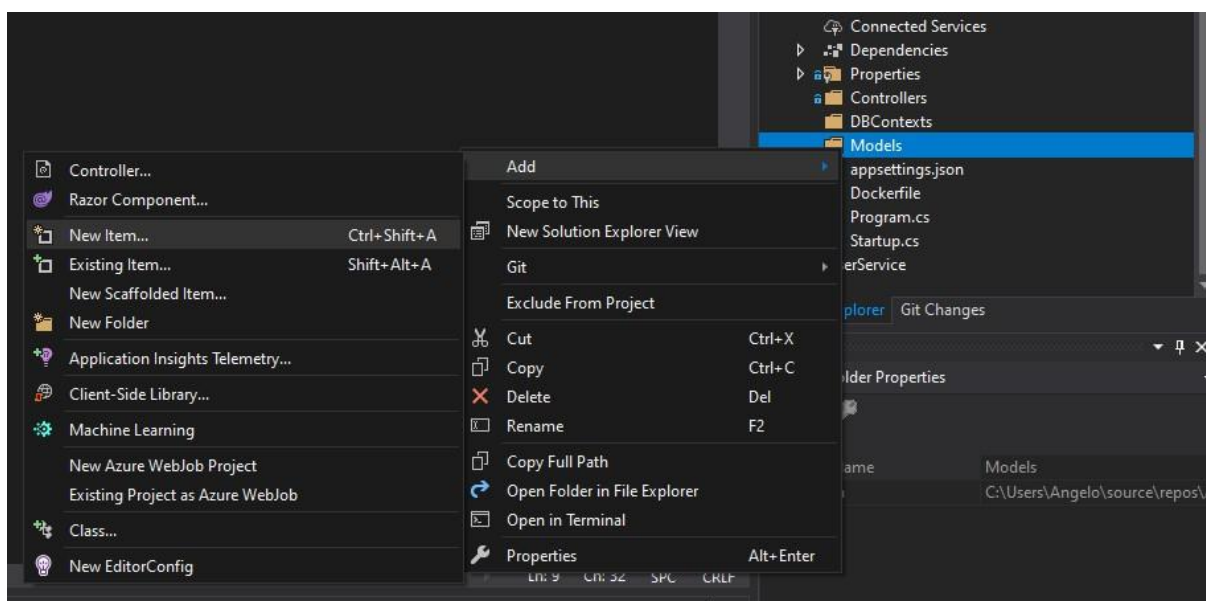 Connected Services
Dependencies
Properties
Controllers
DBContexts
Models
appsettings.json
Dockerfile
Program.cs
Startup.cs
erService
plorer Git Changes
lder Properties
ame Models
C:\Users\Angelo\source\repos\
Add
Scope to This
New Solution Explorer View
Git
Exclude From Project
Cut Ctrl+X
Copy Ctrl+C
Delete Del
Rename F2
Copy Full Path
Open Folder in File Explorer
Open in Terminal
Properties Alt+Enter
Controller...
Razor Component...
New Item... Ctrl+Shift+A
Existing Item... Shift+Alt+A
New Scaffolded Item...
New Folder
Application Insights Telemetry...
Client-Side Library...
Machine Learning
New Azure WebJob Project
Existing Project as Azure WebJob
Class...
New EditorConfig
Ln: 9 Ch: 32 SPC CRLF